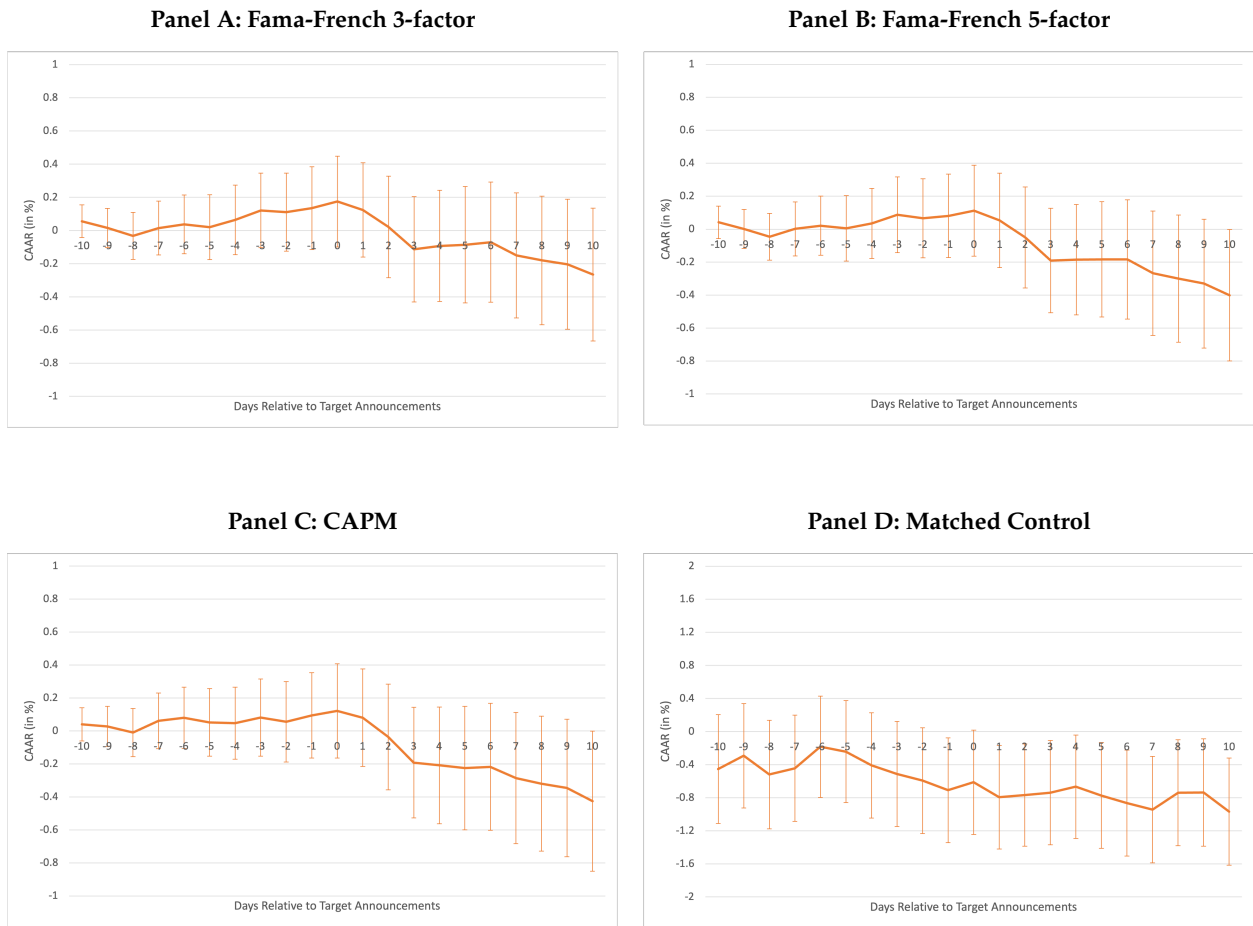 Panel A: Fama-French 3-factor
1
0.8
0.6
0.4
0.2
0
-0.2
-0.4
-0.6
-0.8
-1
CAAR (in %)
-10 -9 -8 -7 -6 -5 -4 -3 -2 -1 0 1 2 3 4 5 6 7 8 9 10
Days Relative to Target Announcements
Panel B: Fama-French 5-factor
1
0.8
0.6
0.4
0.2
0
-0.2
-0.4
-0.6
-0.8
-1
CAAR (in %)
-10 -9 -8 -7 -6 -5 -4 -3 -2 -1 0 1 2 3 4 5 6 7 8 9 10
Days Relative to Target Announcements
Panel C: CAPM
1
0.8
0.6
0.4
0.2
0
-0.2
-0.4
-0.6
-0.8
-1
CAAR (in %)
-10 -9 -8 -7 -6 -5 -4 -3 -2 -1 0 1 2 3 4 5 6 7 8 9 10
Days Relative to Target Announcements
Panel D: Matched Control
2
1.6
1.2
0.8
0.4
0
-0.4
-0.8
-1.2
-1.6
-2
CAAR (in %)
-10 -9 -8 -7 -6 -5 -4 -3 -2 -1 0 1 2 3 4 5 6 7 8 9 10
Days Relative to Target Announcements